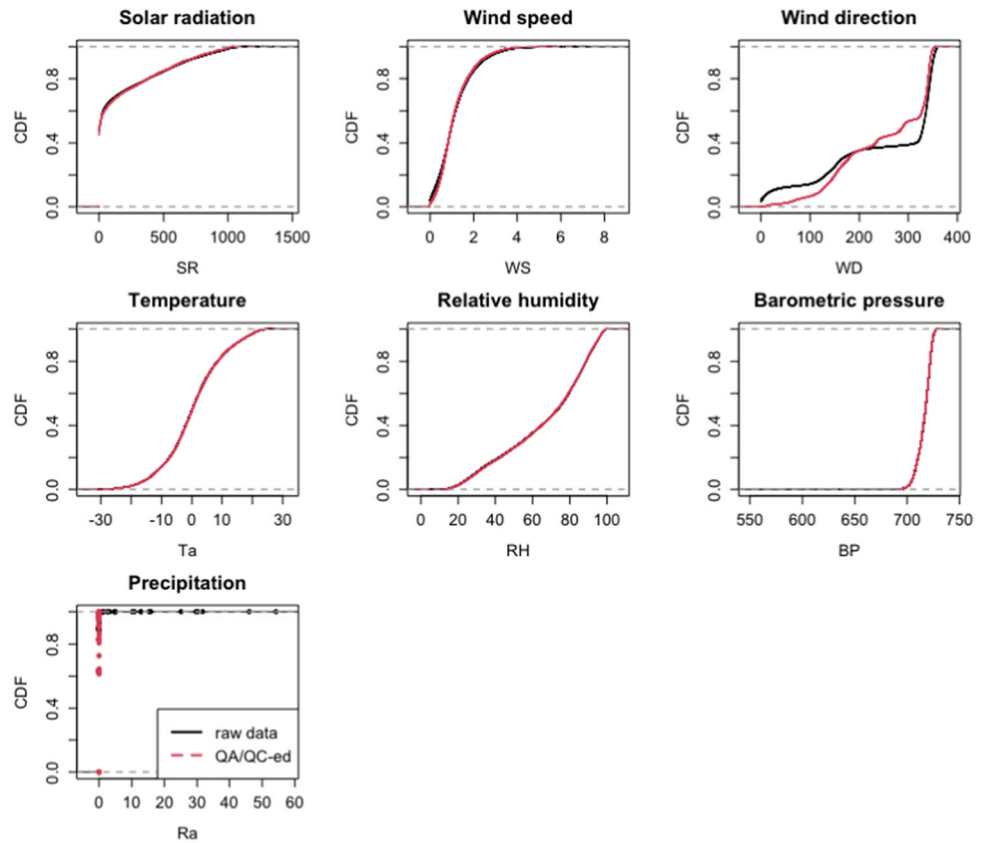 Solar radiation
CDF
0.0 0.4 0.8
0 500 1000 1500
SR
Wind speed
CDF
0.0 0.4 0.8
0 2 4 6 8
WS
Wind direction
CDF
0.0 0.4 0.8
0 100 200 300 400
WD
Temperature
CDF
0.0 0.4 0.8
-30 -10 0 10 30
Ta
Relative humidity
CDF
0.0 0.4 0.8
0 20 40 60 80 100
RH
Barometric pressure
CDF
0.0 0.4 0.8
550 600 650 700 750
BP
Precipitation
CDF
0.0 0.4 0.8
raw data
QA/QC-ed
0 10 20 30 40 50 60
Ra